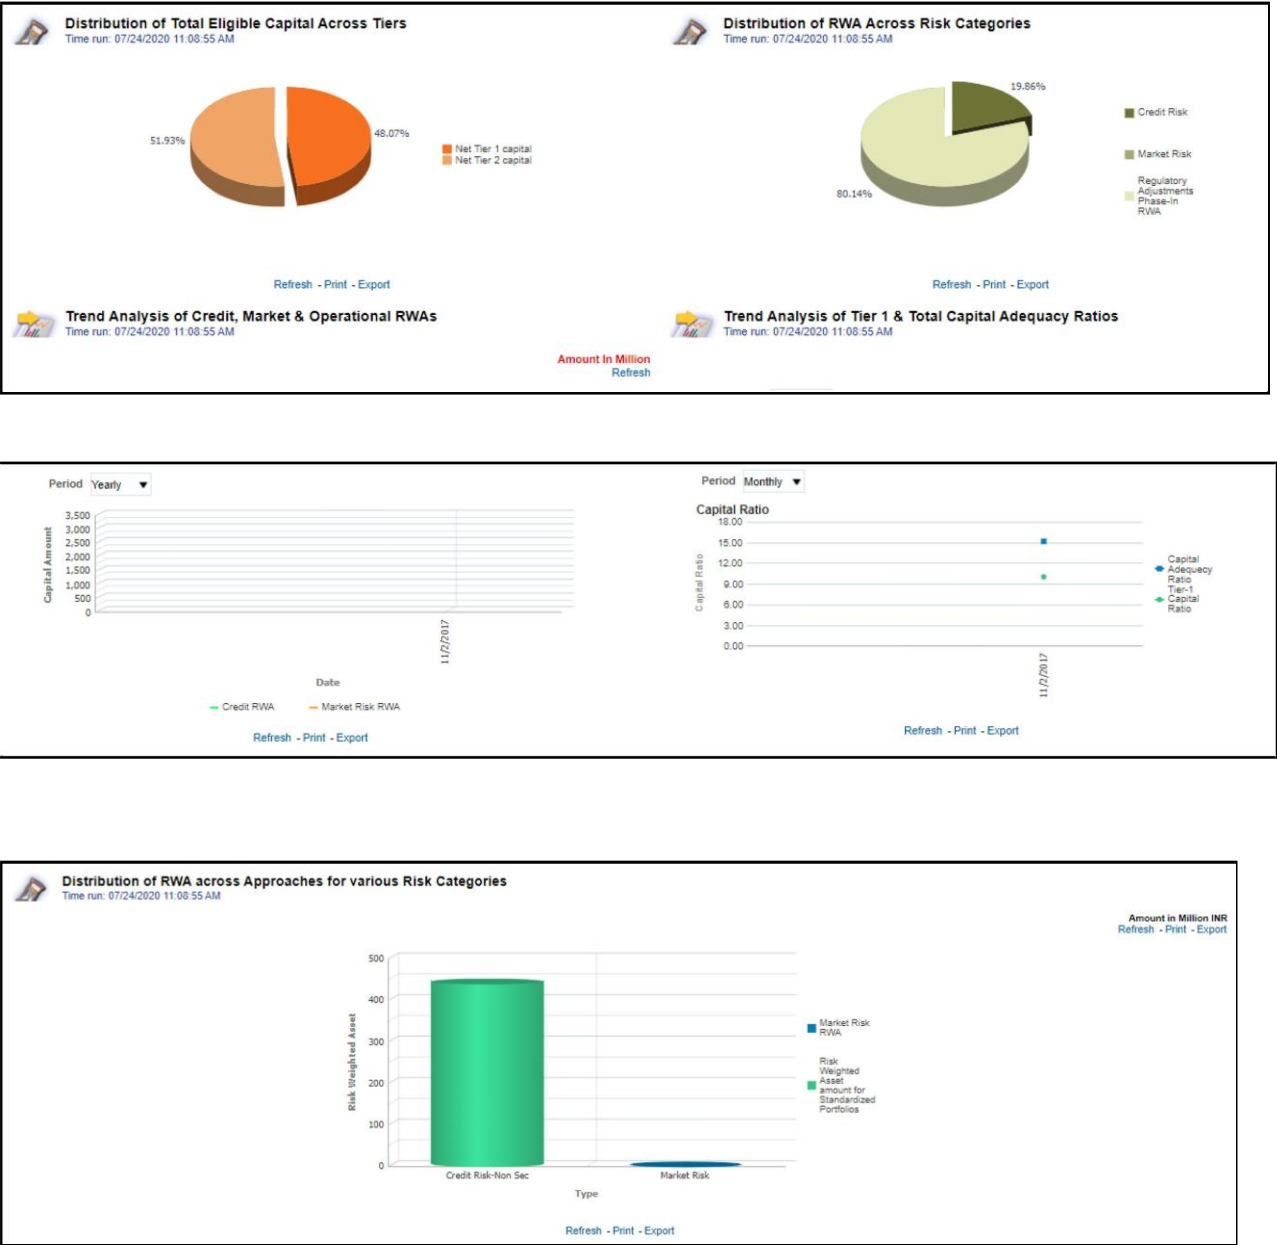 Distribution of Total Eligible Capital Across Tiers
Time run: 07/24/2020 11:08:55 AM
51.93%
48.07%
Net Tier 1 capital
Net Tier 2 capital
Refresh - Print - Export
Distribution of RWA Across Risk Categories
Time run: 07/24/2020 11:08:55 AM
19.86%
80.14%
Credit Risk
Market Risk
Regulatory
Adjustments
Phase-In
RWA
Refresh - Print - Export
Trend Analysis of Credit, Market & Operational RWAs
Time run: 07/24/2020 11:08:55 AM
Amount In Million
Refresh
Trend Analysis of Tier 1 & Total Capital Adequacy Ratios
Time run: 07/24/2020 11:08:55 AM
Period Yearly
Capital Amount
3,500
3,000
2,500
2,000
1,500
1,000
500
0
11/2/2017
Date
Credit RWA
Market Risk RWA
Refresh - Print - Export
Period Monthly
Capital Ratio
Capital Ratio
18.00
15.00
12.00
9.00
6.00
3.00
0.00
11/2/2017
Capital
Adequecy
Ratio
Tier-1
Capital
Ratio
Refresh - Print - Export
Distribution of RWA across Approaches for various Risk Categories
Time run: 07/24/2020 11:08:55 AM
Amount in Million INR
Refresh - Print - Export
Risk Weighted Asset
500
400
300
200
100
0
Credit Risk-Non Sec
Market Risk
Type
Market Risk
RWA
Risk
Weighted
Asset
amount for
Standardized
Portfolios
Refresh - Print - Export